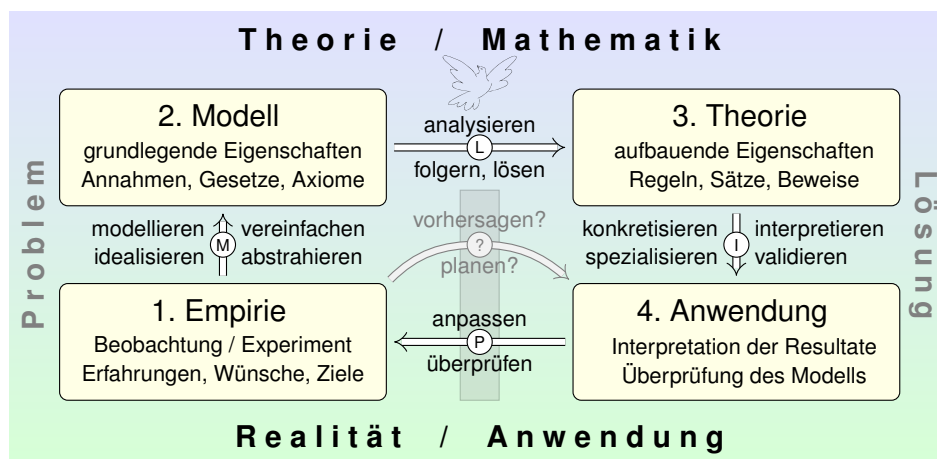 Theorie / Mathematik
2. Modell
grundlegende Eigenschaften
Annahmen, Gesetze, Axiome
analysieren
L
folgern, lösen
3. Theorie
aufbauende Eigenschaften
Regeln, Sätze, Beweise
Problem
Lösung
modellieren
idealisieren
M
vereinfachen
abstrahieren
vorhersagen?
?
planen?
konkretisieren
spezialisieren
I
interpretieren
validieren
1. Empirie
Beobachtung / Experiment
Erfahrungen, Wünsche, Ziele
anpassen
P
überprüfen
4. Anwendung
Interpretation der Resultate
Überprüfung des Modells
Realität / Anwendung